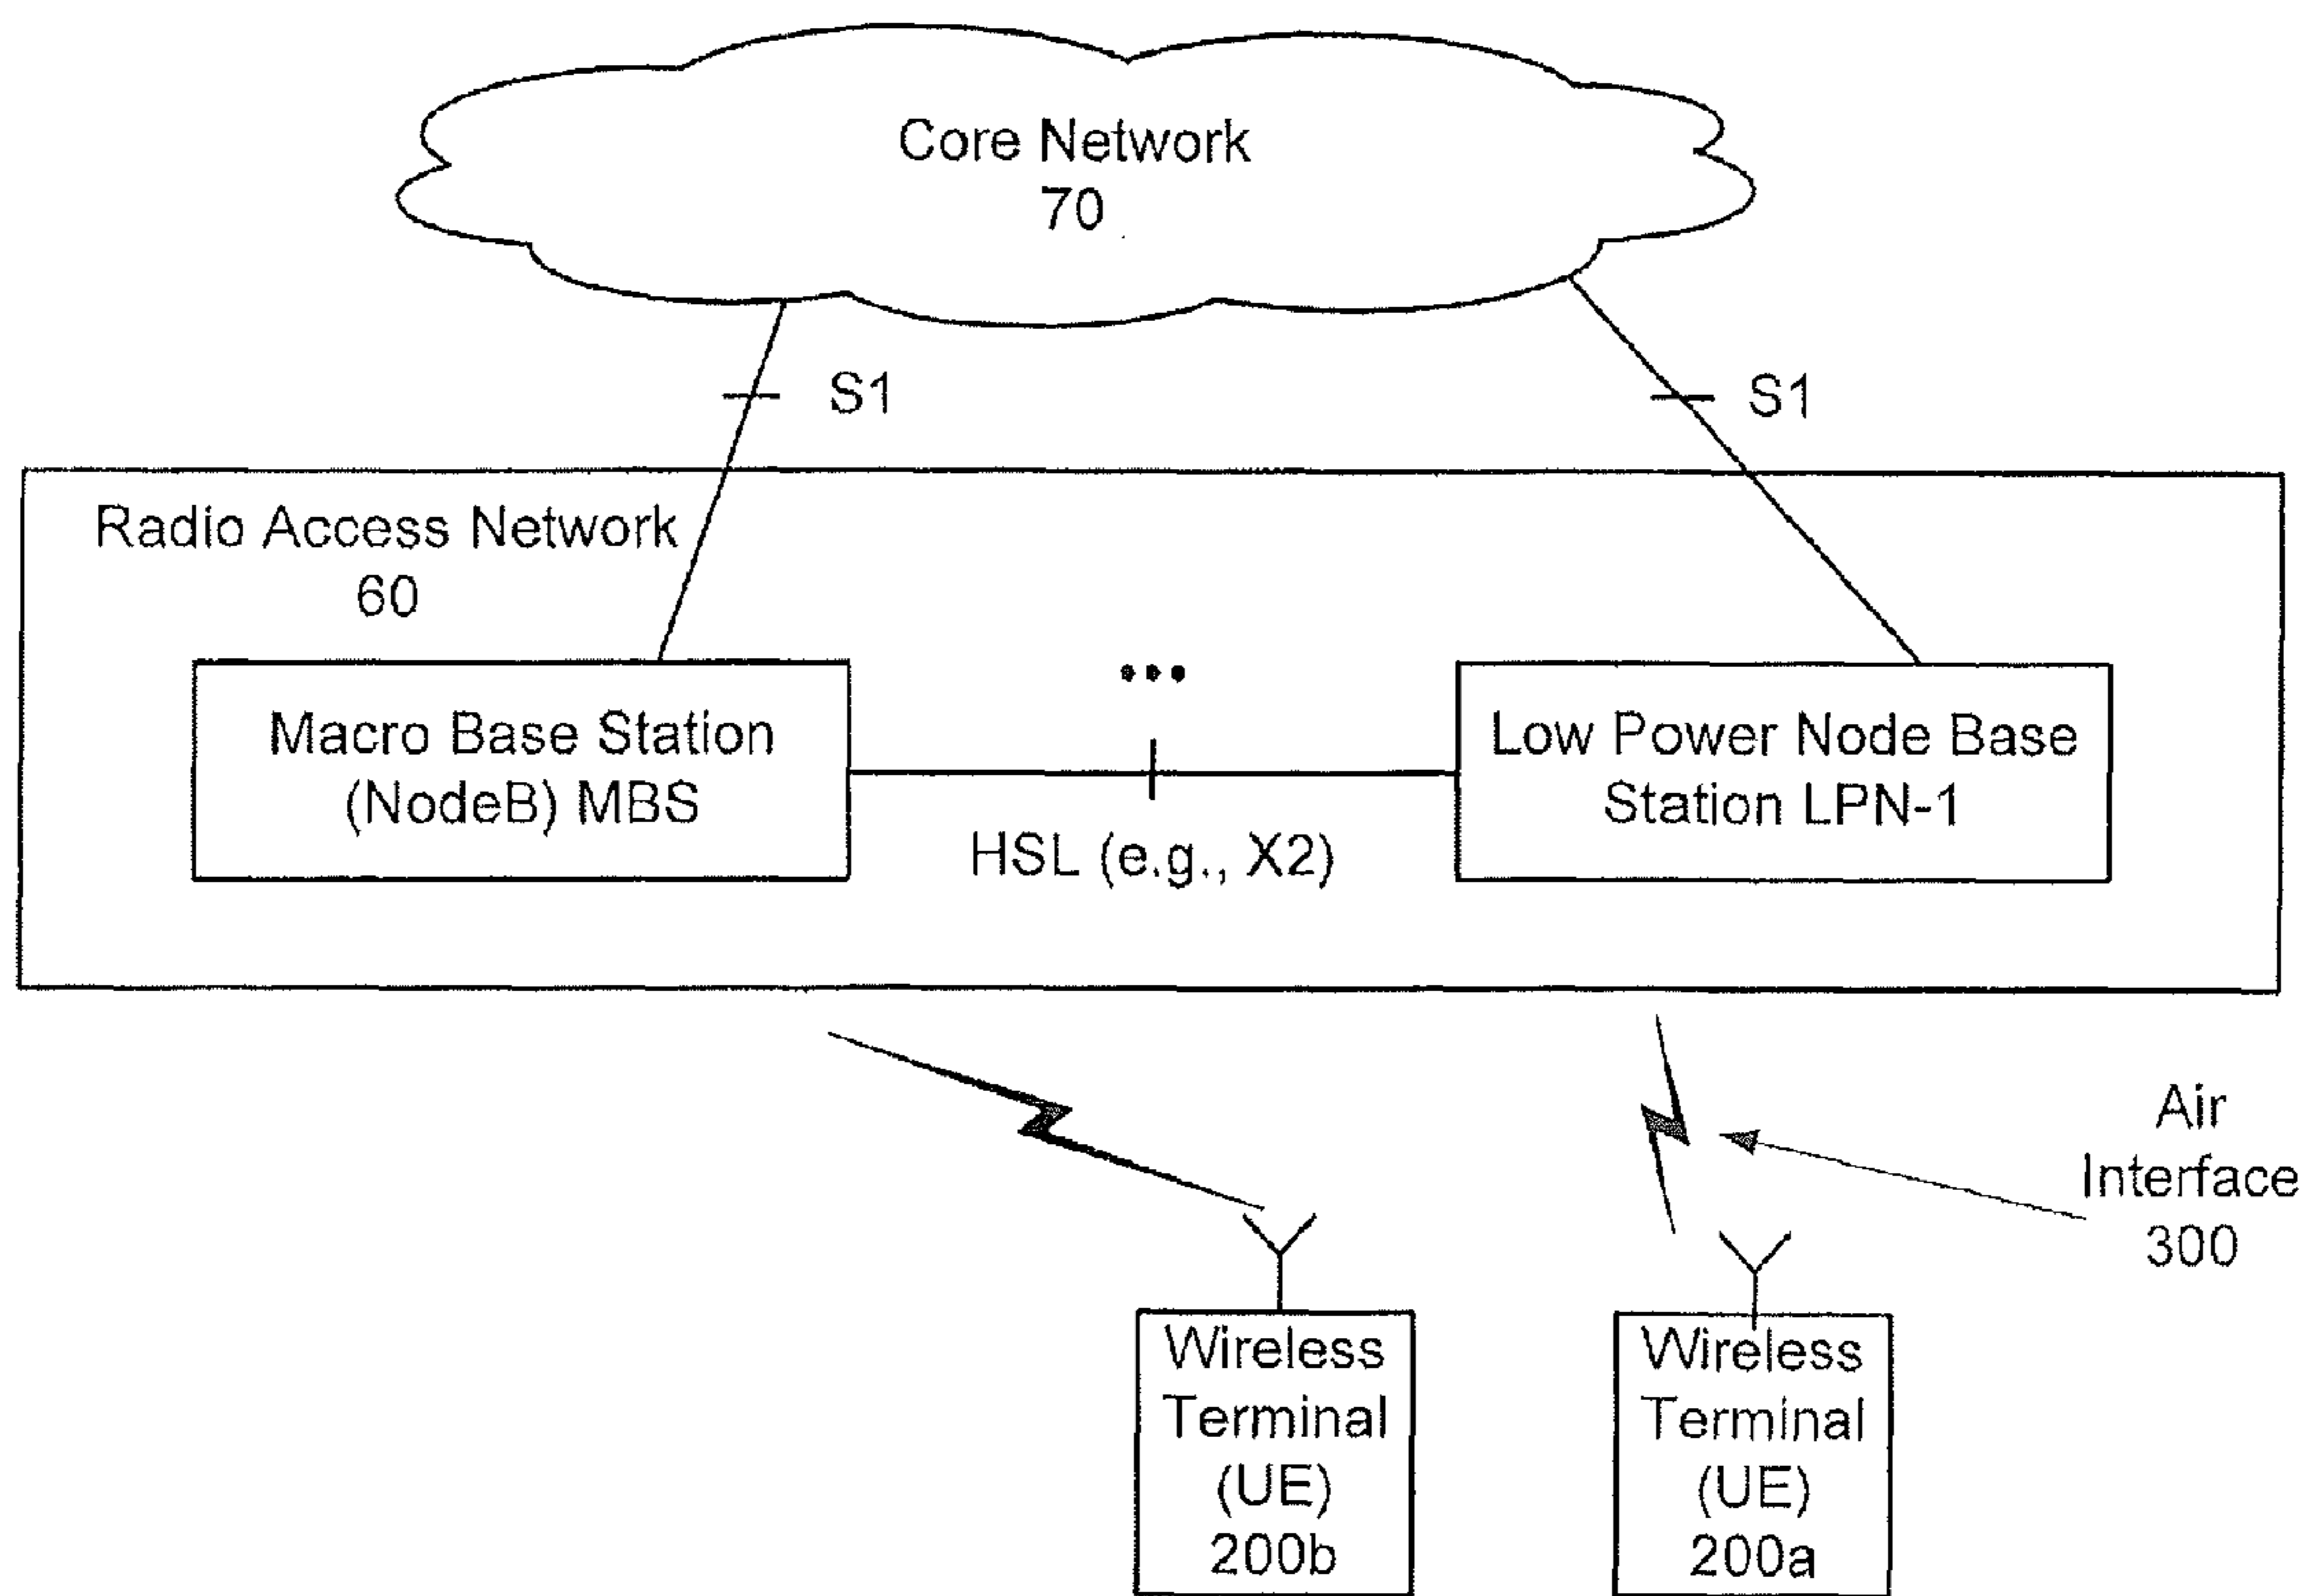 Core Network
70
S1
S1
Radio Access Network
60
•••
Macro Base Station
(NodeB) MBS
Low Power Node Base
Station LPN-1
HSL (e.g., X2)
Air
Interface
300
Wireless
Terminal
(UE)
200b
Wireless
Terminal
(UE)
200a